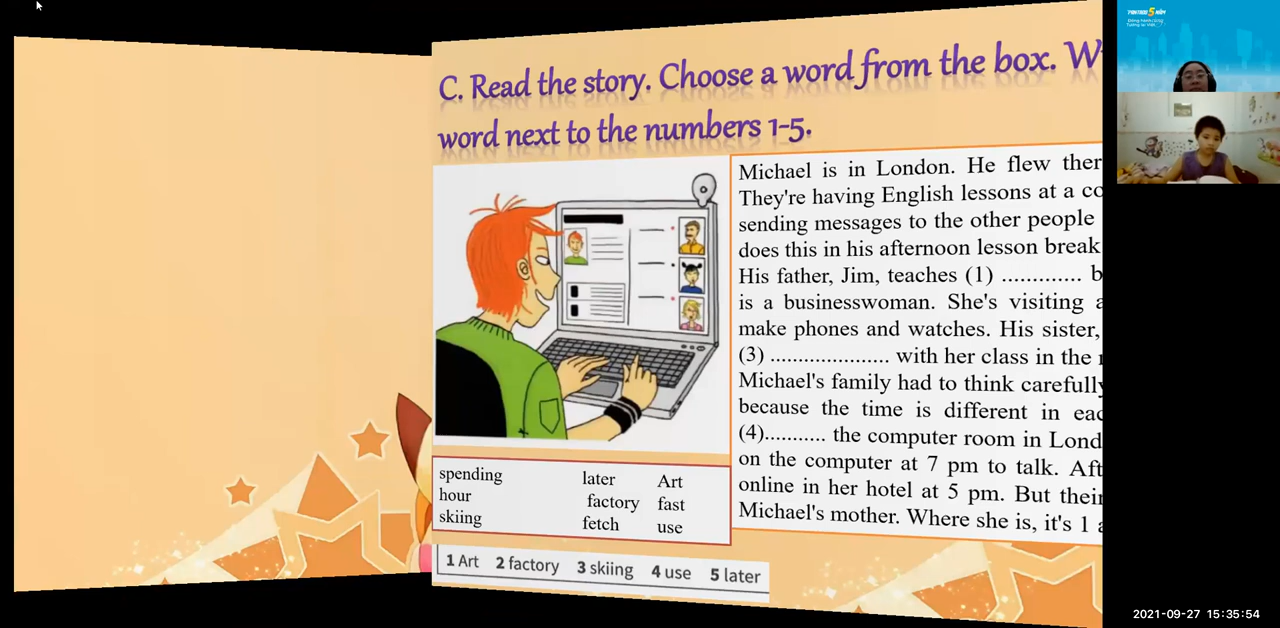 C. Read the story. Choose a word from the box. W
word next to the numbers 1-5.
Michael is in London. He flew ther
They're having English lessons at a co
sending messages to the other people
does this in his afternoon lesson break
His father, Jim, teaches (1) ............. b
is a businesswoman. She's visiting a
make phones and watches. His sister,
(3) ..................... with her class in the
Michael's family had to think carefully
because the time is different in eac
(4)........... the computer room in Lond
on the computer at 7 pm to talk. Aft
online in her hotel at 5 pm. But their
Michael's mother. Where she is, it's 1 a
spending later Art
hour factory fast
skiing fetch use
1 Art 2 factory 3 skiing 4 use 5 later
2021-09-27 15:35:54